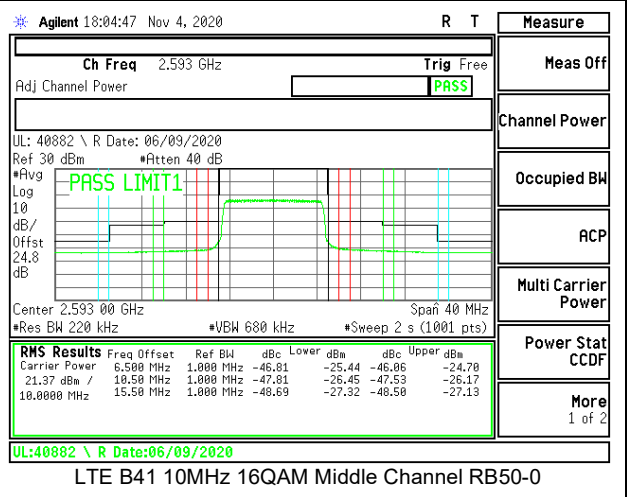 Agilent 18:04:47 Nov 4, 2020 R T Measure
Ch Freq 2.593 GHz Trig Free
Meas Off
Adj Channel Power PASS
Channel Power
UL: 40882 \ R Date: 06/09/2020
Ref 30 dBm #Atten 40 dB
#Avg
Log
10
dB/
Offst
24.8
dB
PASS LIMIT1
Occupied BW
ACP
Multi Carrier
Power
Center 2.593 00 GHz Span 40 MHz
#Res BW 220 kHz #VBW 680 kHz #Sweep 2 s (1001 pts)
Power Stat
CCDF
RMS Results Freq Offset Ref BW dBc Lower dBm dBc Upper dBm
Carrier Power 6.500 MHz 1.000 MHz -46.81 -25.44 -46.06 -24.70
21.37 dBm / 10.50 MHz 1.000 MHz -47.81 -26.45 -47.53 -26.17
10.0000 MHz 15.50 MHz 1.000 MHz -48.69 -27.32 -48.50 -27.13
More
1 of 2
UL:40882 \ R Date:06/09/2020
LTE B41 10MHz 16QAM Middle Channel RB50-0